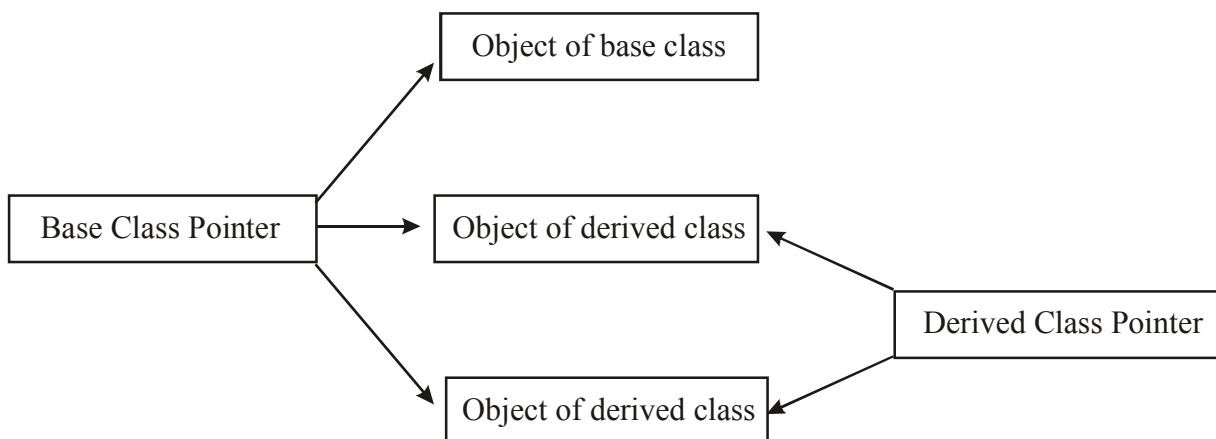 Object of base class
Base Class Pointer
Object of derived class
Derived Class Pointer
Object of derived class